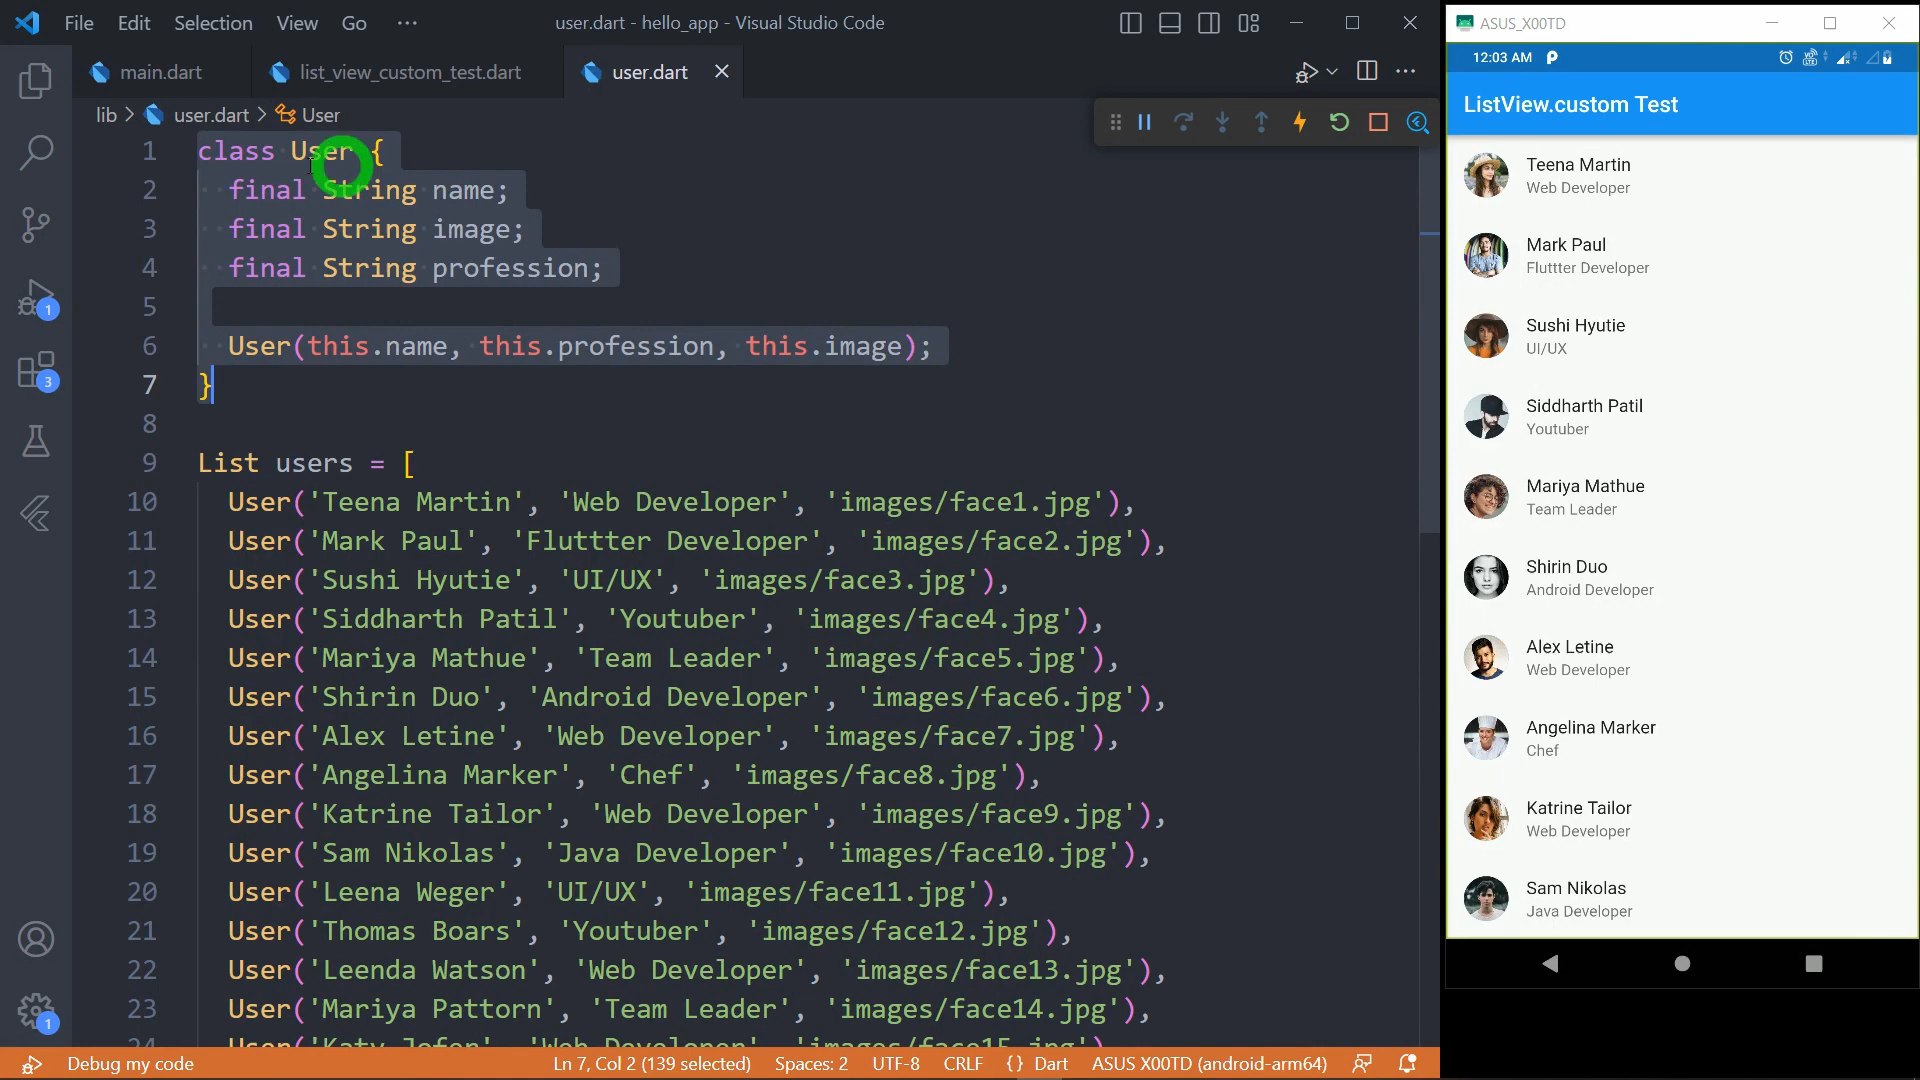 File Edit Selection View Go ··· user.dart - hello_app - Visual Studio Code
main.dart list_view_custom_test.dart user.dart
lib > user.dart > User
1 class User {
2 final String name;
3 final String image;
4 final String profession;
5
6 User(this.name, this.profession, this.image);
7 }
8
9 List users = [
10 User('Teena Martin', 'Web Developer', 'images/face1.jpg'),
11 User('Mark Paul', 'Fluttter Developer', 'images/face2.jpg'),
12 User('Sushi Hyutie', 'UI/UX', 'images/face3.jpg'),
13 User('Siddharth Patil', 'Youtuber', 'images/face4.jpg'),
14 User('Mariya Mathue', 'Team Leader', 'images/face5.jpg'),
15 User('Shirin Duo', 'Android Developer', 'images/face6.jpg'),
16 User('Alex Letine', 'Web Developer', 'images/face7.jpg'),
17 User('Angelina Marker', 'Chef', 'images/face8.jpg'),
18 User('Katrine Tailor', 'Web Developer', 'images/face9.jpg'),
19 User('Sam Nikolas', 'Java Developer', 'images/face10.jpg'),
20 User('Leena Weger', 'UI/UX', 'images/face11.jpg'),
21 User('Thomas Boars', 'Youtuber', 'images/face12.jpg'),
22 User('Leenda Watson', 'Web Developer', 'images/face13.jpg'),
23 User('Mariya Pattorn', 'Team Leader', 'images/face14.jpg'),
24 User('Katy Jofer', 'Web Developer', 'images/face15.jpg')
1
3
1
Debug my code Ln 7, Col 2 (139 selected) Spaces: 2 UTF-8 CRLF {} Dart ASUS X00TD (android-arm64)
ASUS_X00TD
12:03 AM
ListView.custom Test
Teena Martin
Web Developer
Mark Paul
Fluttter Developer
Sushi Hyutie
UI/UX
Siddharth Patil
Youtuber
Mariya Mathue
Team Leader
Shirin Duo
Android Developer
Alex Letine
Web Developer
Angelina Marker
Chef
Katrine Tailor
Web Developer
Sam Nikolas
Java Developer